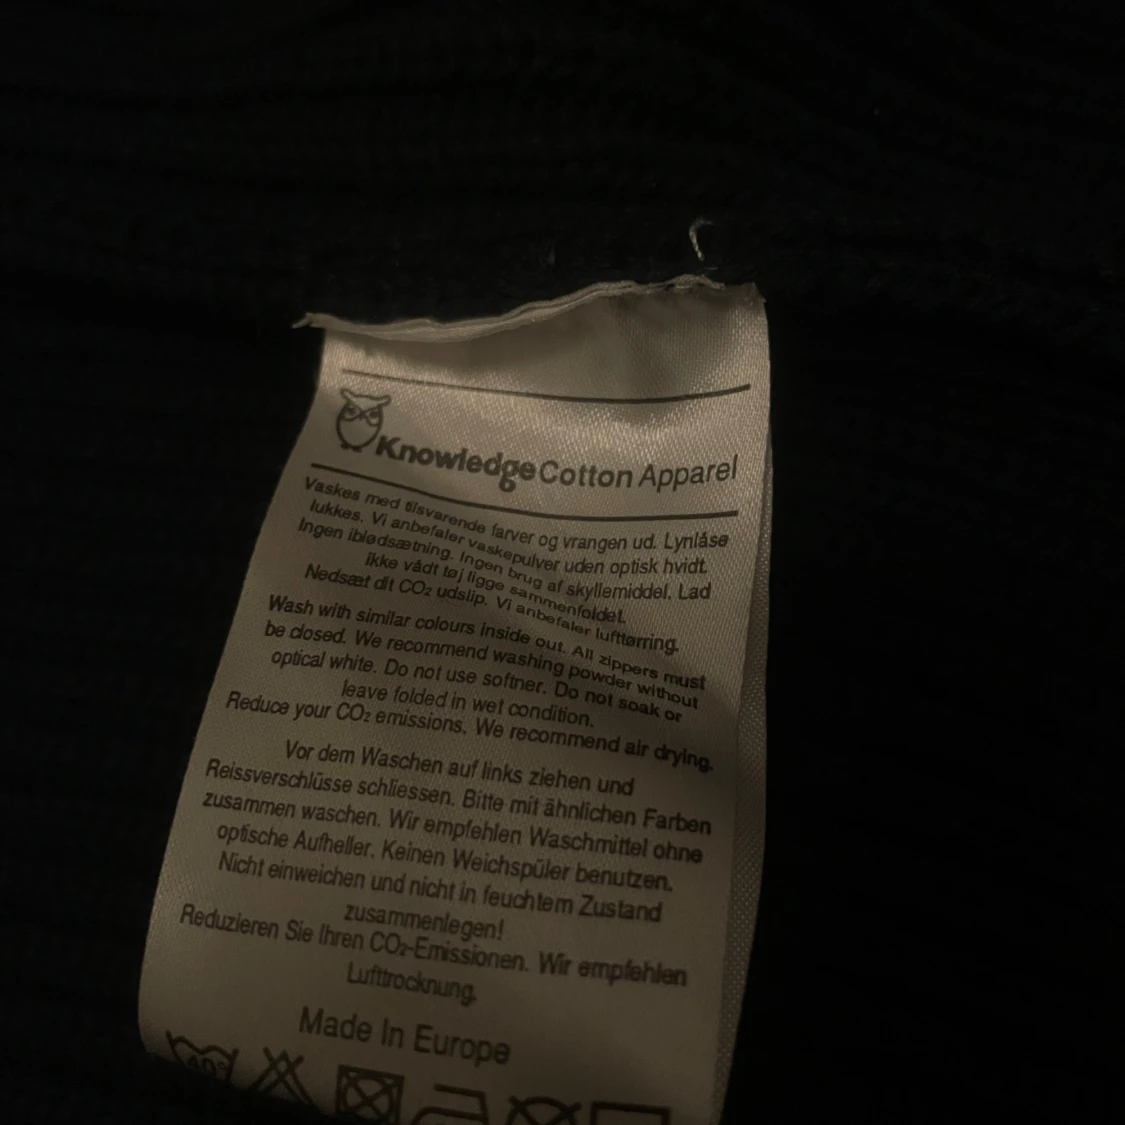 KnowledgeCotton Apparel
Vaskes med tilsvarende farver og vrangen ud. Lynlåse
lukkes. Vi anbefaler vaskepulver uden optisk hvidt.
Ingen iblødsætning. Ingen brug af skyllemiddel. Lad
ikke vådt tøj ligge sammenfoldet.
Nedsæt dit CO₂ udslip. Vi anbefaler lufttørring.
Wash with similar colours inside out. All zippers must
be closed. We recommend washing powder without
optical white. Do not use softner. Do not soak or
leave folded in wet condition.
Reduce your CO₂ emissions. We recommend air drying.
Vor dem Waschen auf links ziehen und
Reissverschlüsse schliessen. Bitte mit ähnlichen Farben
zusammen waschen. Wir empfehlen Waschmittel ohne
optische Aufheller. Keinen Weichspüler benutzen.
Nicht einweichen und nicht in feuchtem Zustand
zusammenlegen!
Reduzieren Sie Ihren CO₂-Emissionen. Wir empfehlen
Lufttrocknung.
Made In Europe
40°